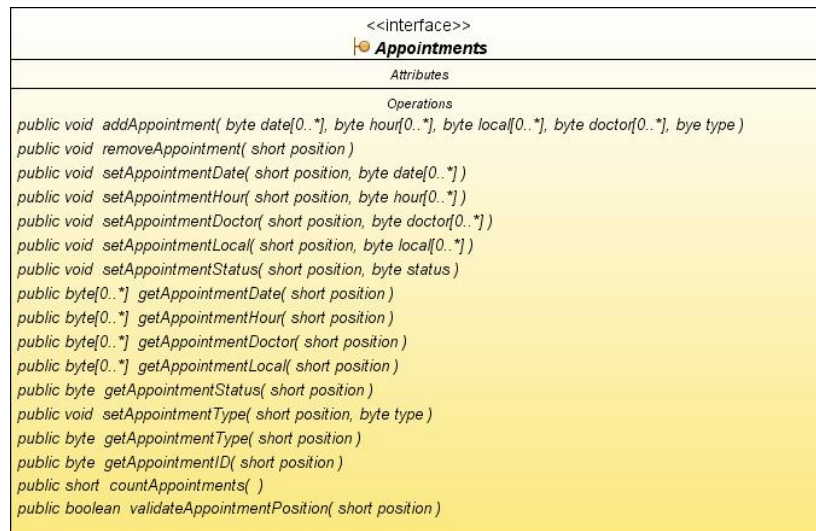 <<interface>>
Appointments
Attributes
Operations
public void addAppointment( byte date[0..*], byte hour[0..*], byte local[0..*], byte doctor[0..*], bye type )
public void removeAppointment( short position )
public void setAppointmentDate( short position, byte date[0..*] )
public void setAppointmentHour( short position, byte hour[0..*] )
public void setAppointmentDoctor( short position, byte doctor[0..*] )
public void setAppointmentLocal( short position, byte local[0..*] )
public void setAppointmentStatus( short position, byte status )
public byte[0..*] getAppointmentDate( short position )
public byte[0..*] getAppointmentHour( short position )
public byte[0..*] getAppointmentDoctor( short position )
public byte[0..*] getAppointmentLocal( short position )
public byte getAppointmentStatus( short position )
public void setAppointmentType( short position, byte type )
public byte getAppointmentType( short position )
public byte getAppointmentID( short position )
public short countAppointments( )
public boolean validateAppointmentPosition( short position )